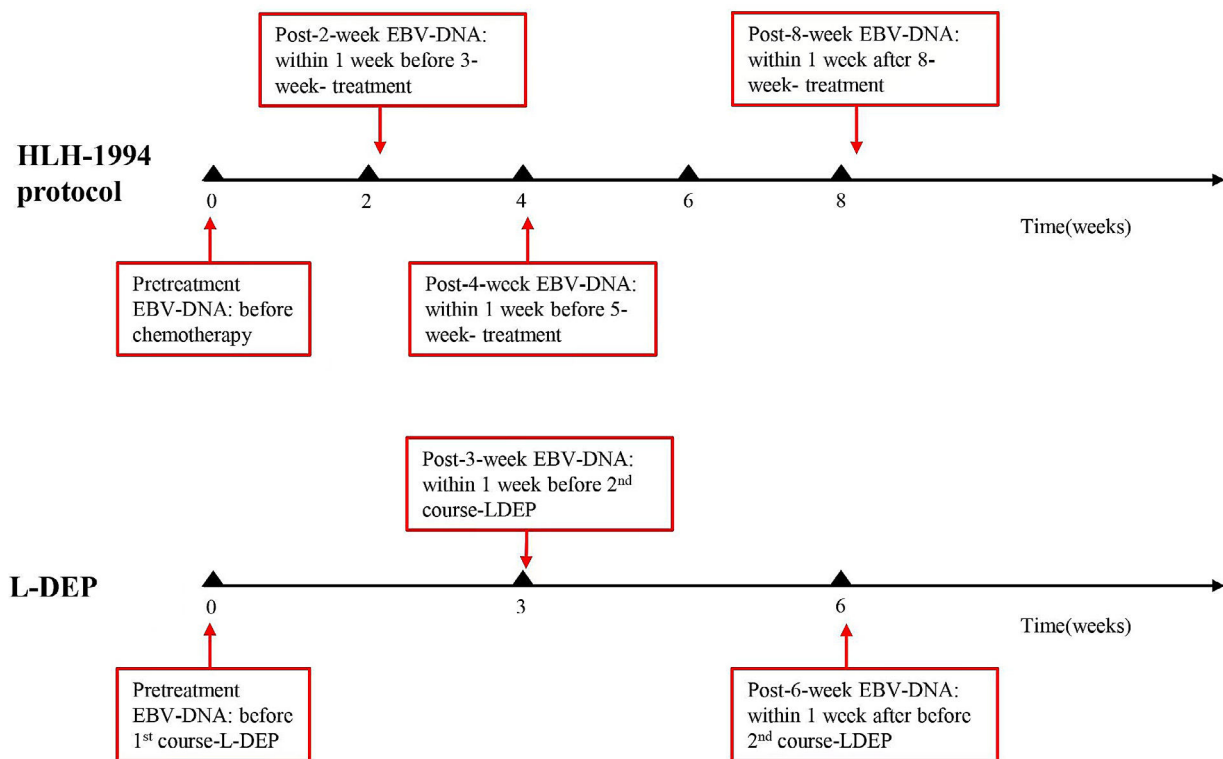 Post-2-week EBV-DNA:
within 1 week before 3-
week- treatment
Post-8-week EBV-DNA:
within 1 week after 8-
week- treatment
HLH-1994
protocol
0
2
4
6
8
Time(weeks)
Pretreatment
EBV-DNA: before
chemotherapy
Post-4-week EBV-DNA:
within 1 week before 5-
week- treatment
Post-3-week EBV-DNA:
within 1 week before 2nd
course-LDEP
L-DEP
0
3
6
Time(weeks)
Pretreatment
EBV-DNA: before
1st course-L-DEP
Post-6-week EBV-DNA:
within 1 week after before
2nd course-LDEP